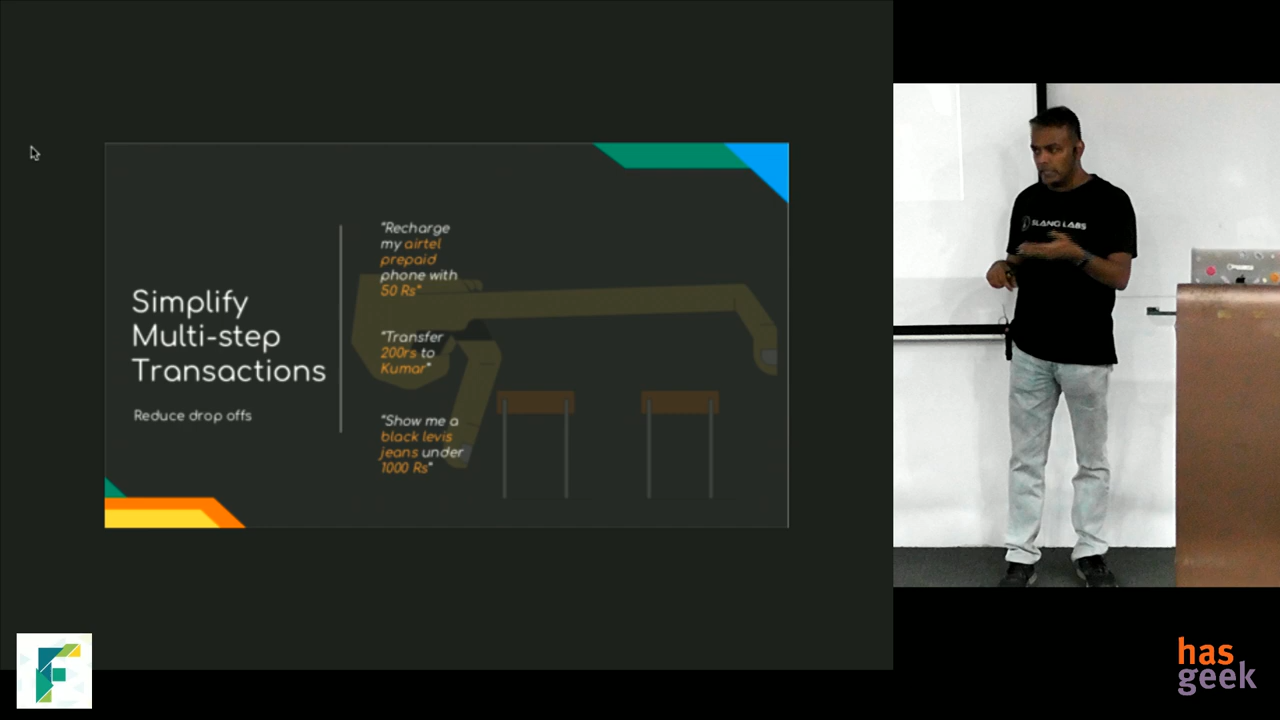 Simplify
Multi-step
Transactions
Reduce drop offs
“Recharge
my airtel
prepaid
phone with
50 Rs”
“Transfer
200rs to
Kumar”
“Show me a
black levis
jeans under
1000 Rs”
SLANG LABS
F
has
geek